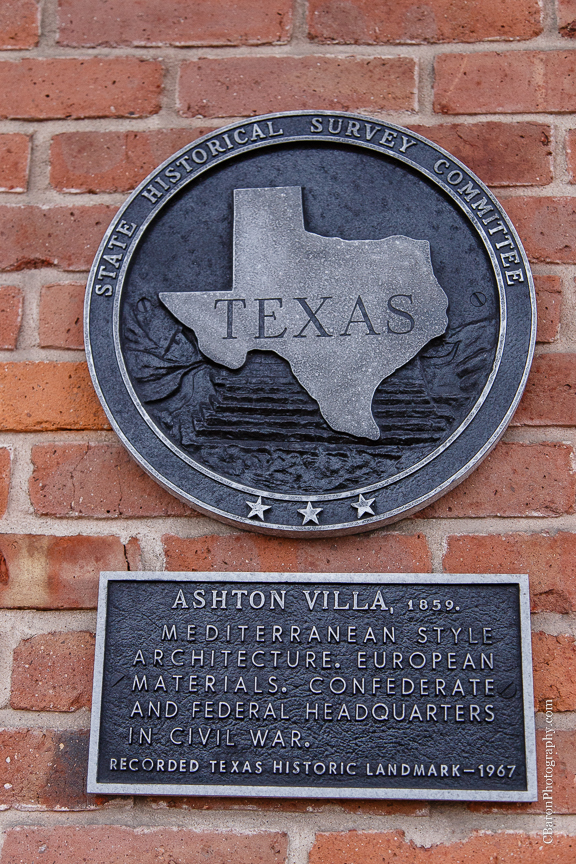 STATE HISTORICAL SURVEY COMMITTEE
TEXAS
ASHTON VILLA, 1859.
MEDITERRANEAN STYLE
ARCHITECTURE. EUROPEAN
MATERIALS. CONFEDERATE
AND FEDERAL HEADQUARTERS
IN CIVIL WAR.
RECORDED TEXAS HISTORIC LANDMARK—1967
CBaronPhotography.com